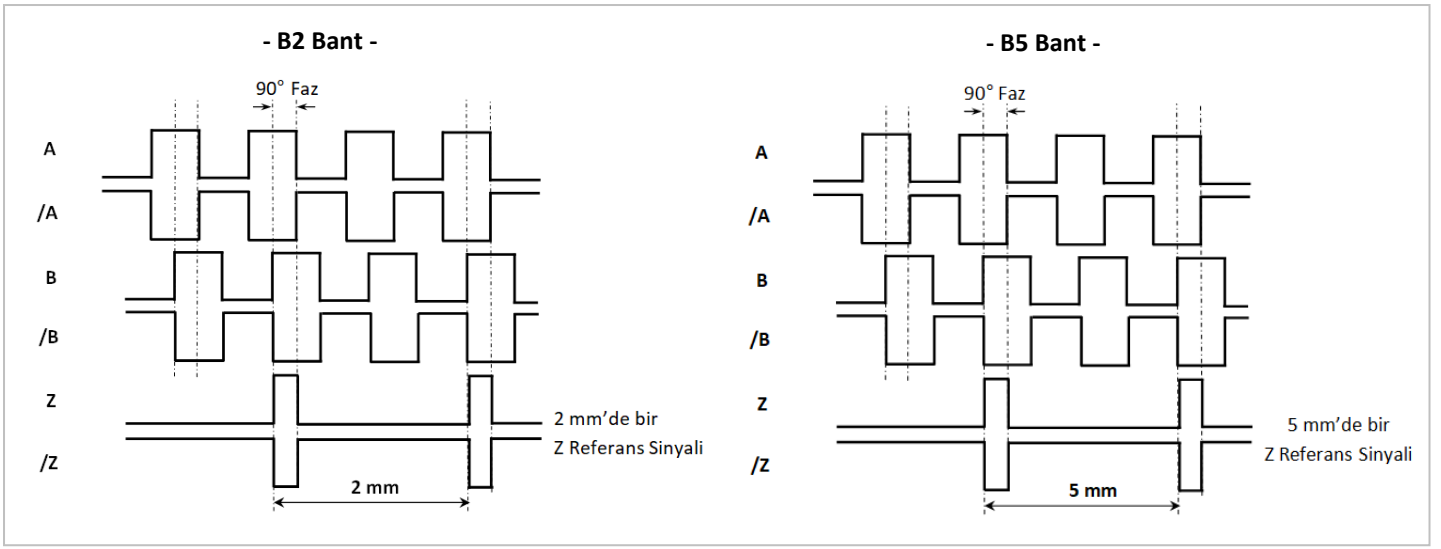 - B2 Bant -
90° Faz
A
/A
B
/B
Z
/Z
2 mm’de bir
Z Referans Sinyali
2 mm
- B5 Bant -
90° Faz
A
/A
B
/B
Z
/Z
5 mm’de bir
Z Referans Sinyali
5 mm